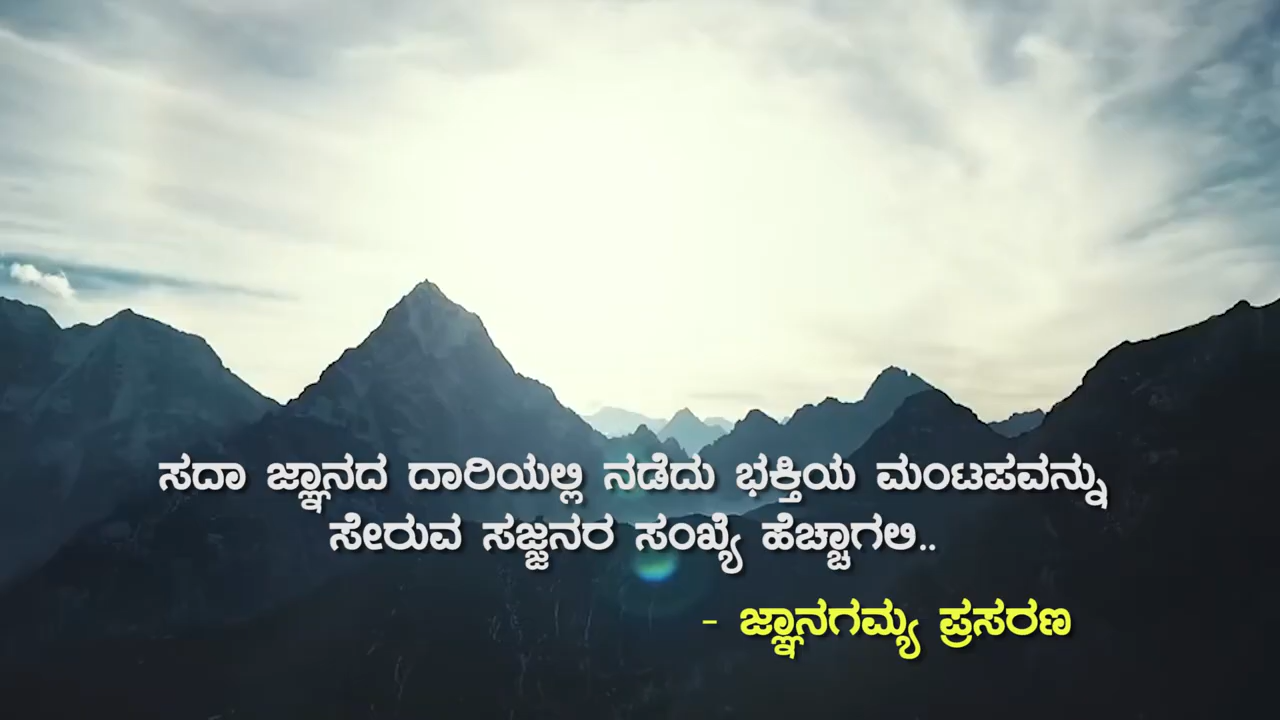 ಸದಾ ಜ್ಞಾನದ ದಾರಿಯಲ್ಲಿ ನಡೆದು ಭಕ್ತಿಯ ಮಂಟಪವನ್ನು
ಸೇರುವ ಸಜ್ಜನರ ಸಂಖ್ಯೆ ಹೆಚ್ಚಾಗಲಿ..
- ಜ್ಞಾನಗಮ್ಯ ಪ್ರಸರಣ